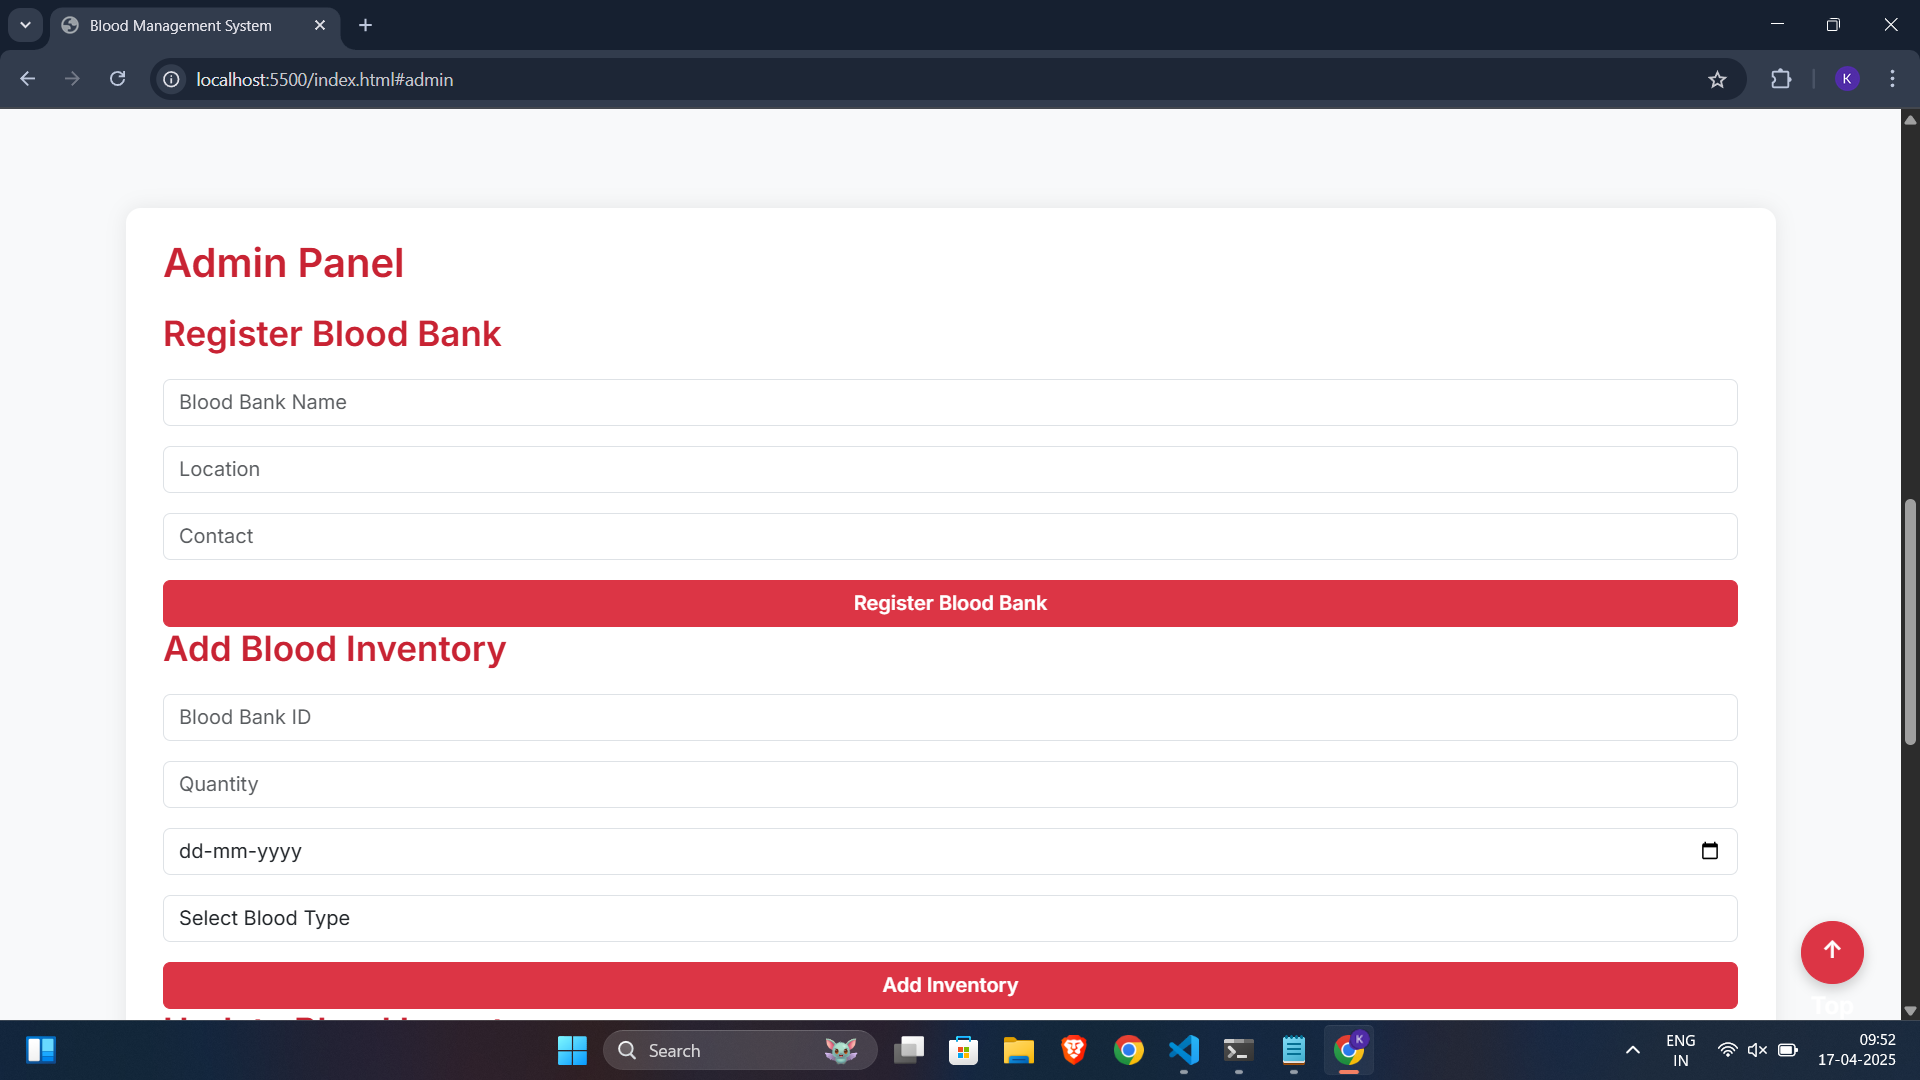 Blood Management System
localhost:5500/index.html#admin
K
Admin Panel
Register Blood Bank
Blood Bank Name
Location
Contact
Register Blood Bank
Add Blood Inventory
Blood Bank ID
Quantity
dd-mm-yyyy
Select Blood Type
Add Inventory
Top
Search
K
ENG
IN
09:52
17-04-2025